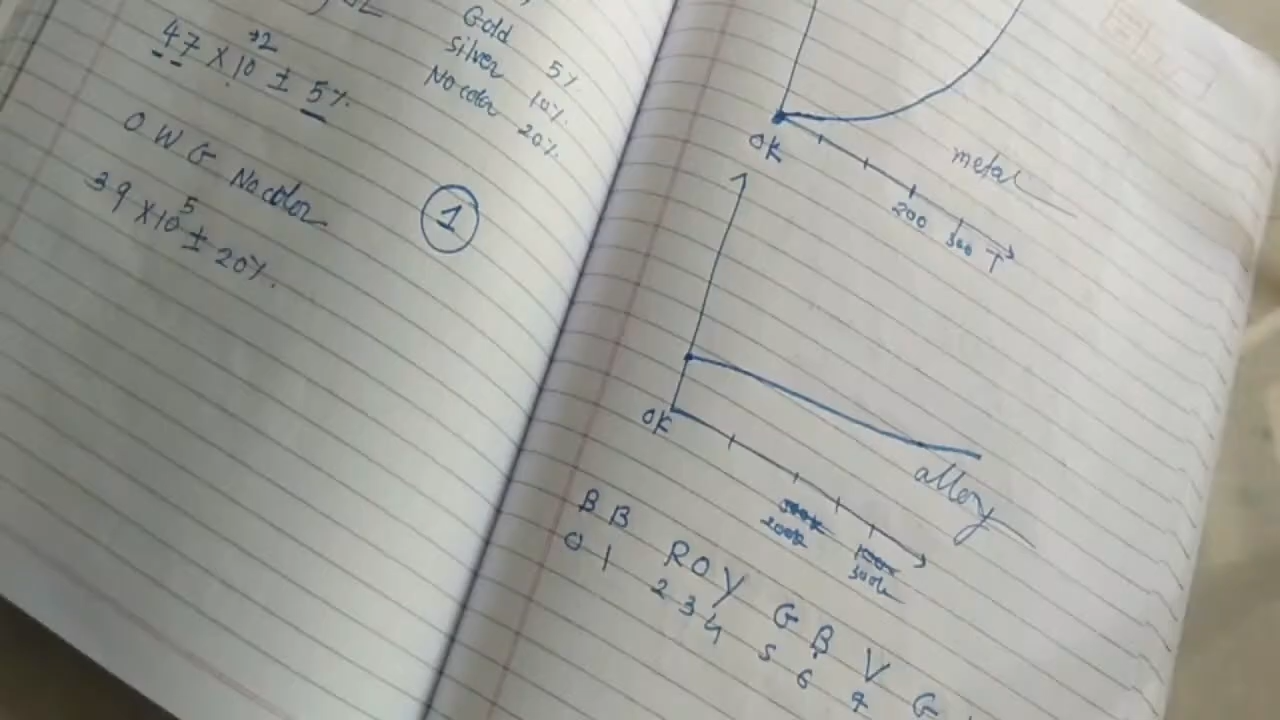 Gold 5%
Silver 10%
No color 20%
47 x 10+2 ± 5%
O W G No color
39 x 10 5 ± 20%
1
0K
metal
200 300 T
0K
alloy
200k
300k
B B R O Y G B V G
0 1 2 3 4 5 6 7